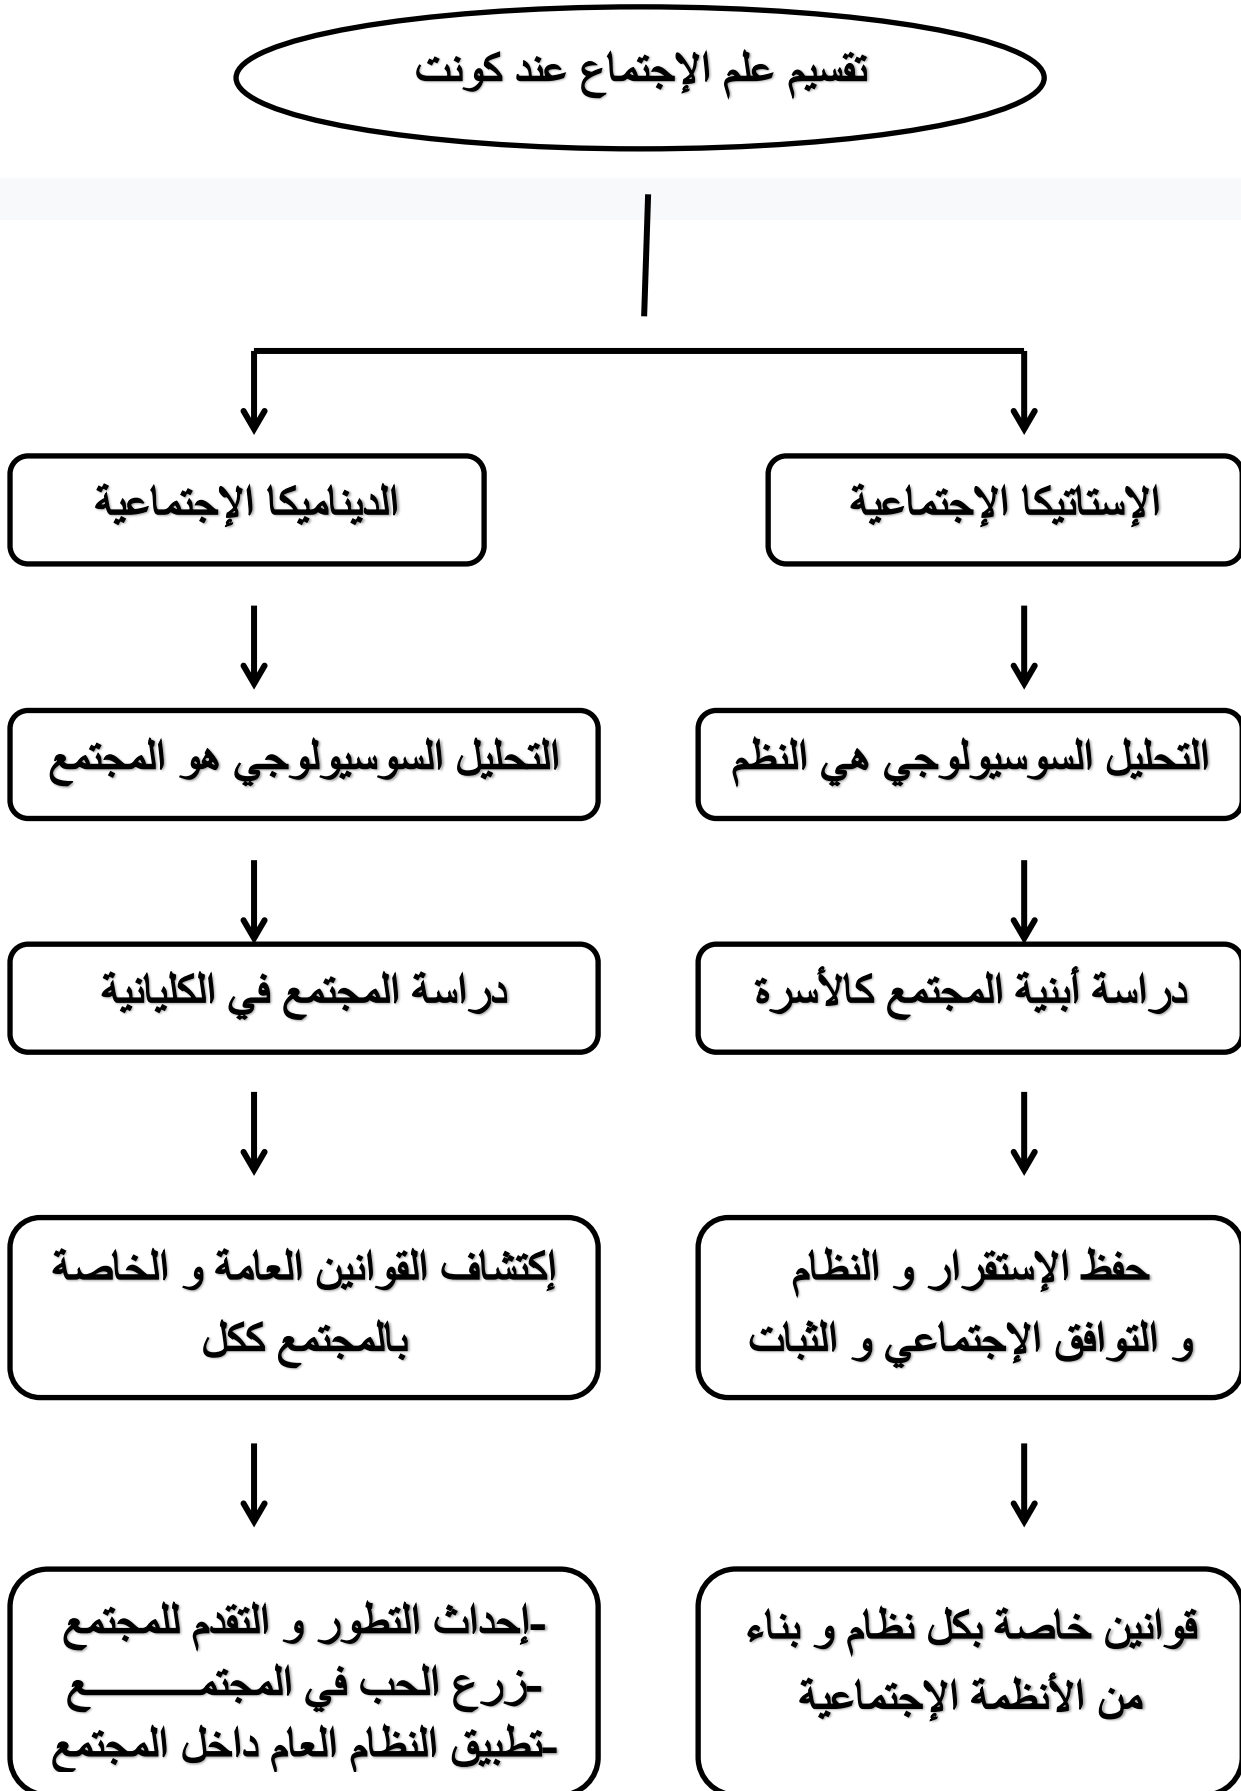 تقسيم علم الإجتماع عند كونت
الإستاتيكا الإجتماعية
الديناميكا الإجتماعية
التحليل السوسيولوجي هي النظم
التحليل السوسيولوجي هو المجتمع
دراسة أبنية المجتمع كالأسرة
دراسة المجتمع في الكليانية
حفظ الإستقرار و النظام
و التوافق الإجتماعي و الثبات
إكتشاف القوانين العامة و الخاصة
بالمجتمع ككل
قوانين خاصة بكل نظام و بناء
من الأنظمة الإجتماعية
-إحداث التطور و التقدم للمجتمع
-زرع الحب في المجتمـــــــــع
-تطبيق النظام العام داخل المجتمع